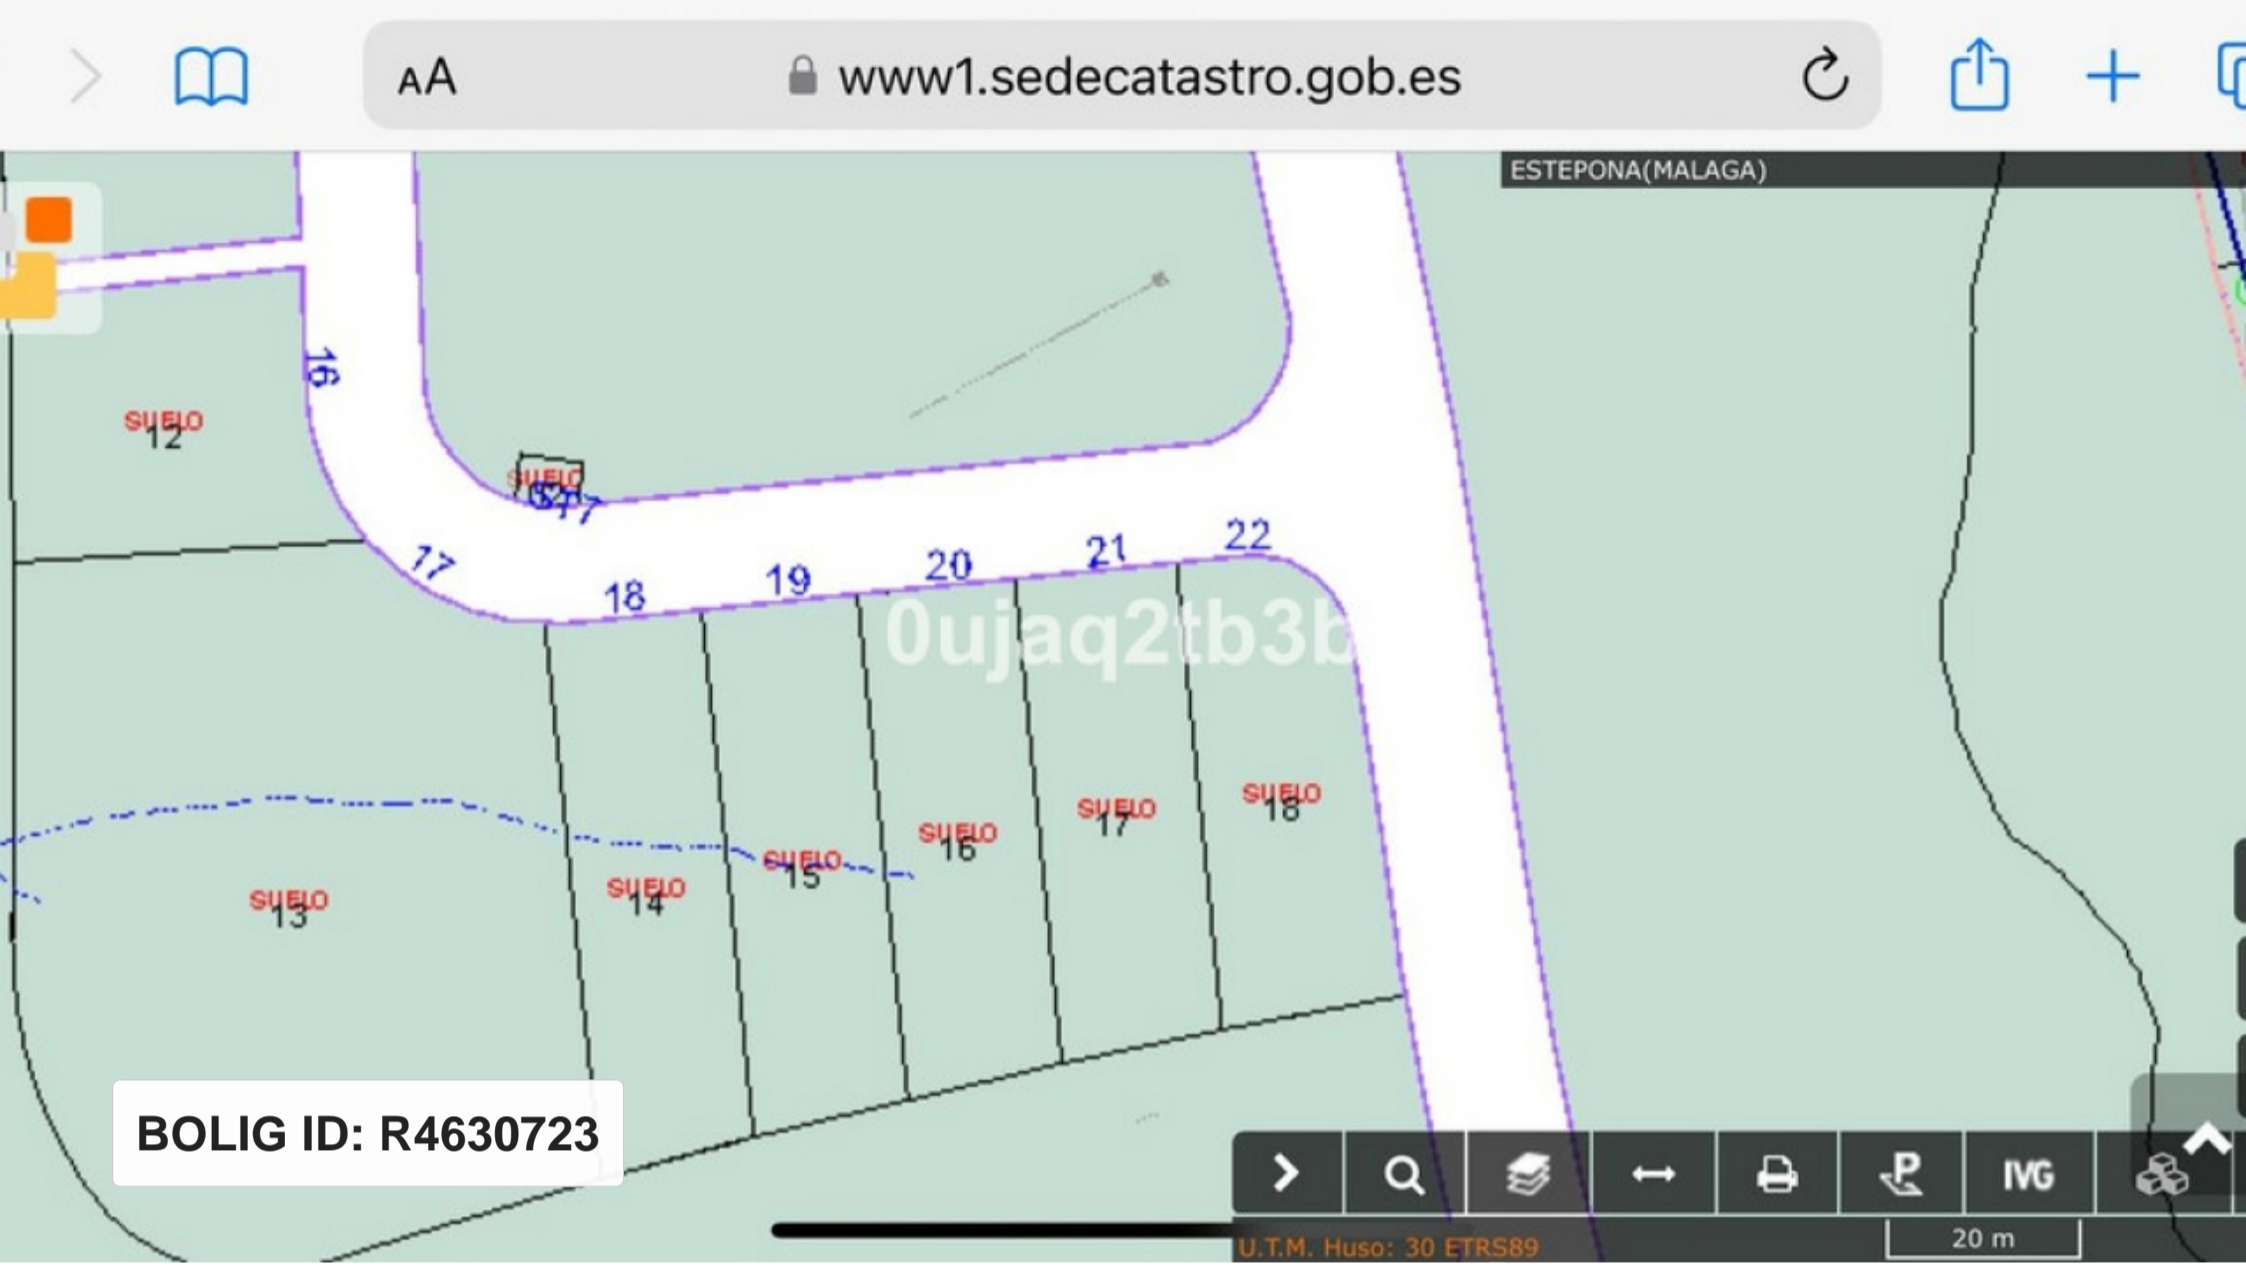 AA
www1.sedecatastro.gob.es
ESTEPONA(MALAGA)
16
SUELO
12
SUELO
17
17
18
19
20
21
22
0ujaq2tb3b
SUELO
13
SUELO
14
SUELO
15
SUELO
16
SUELO
17
SUELO
18
BOLIG ID: R4630723
P
IVG
U.T.M. Huso: 30 ETRS89
20 m